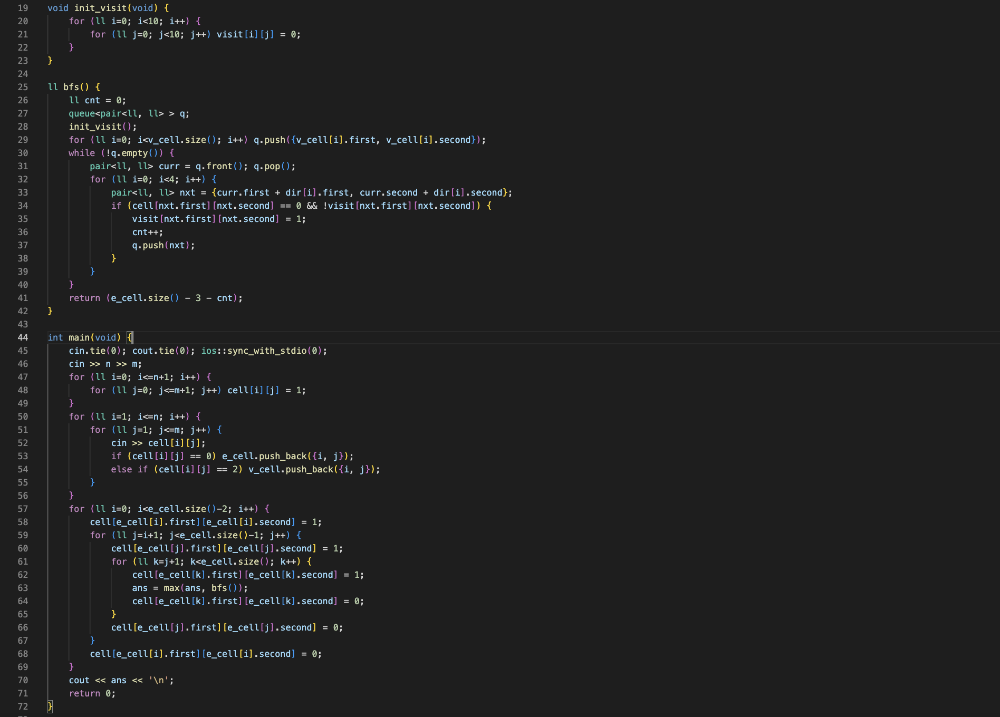 19 void init_visit(void) {
20     for (ll i=0; i<10; i++) {
21         for (ll j=0; j<10; j++) visit[i][j] = 0;
22     }
23 }
24
25 ll bfs() {
26     ll cnt = 0;
27     queue<pair<ll, ll> > q;
28     init_visit();
29     for (ll i=0; i<v_cell.size(); i++) q.push({v_cell[i].first, v_cell[i].second});
30     while (!q.empty()) {
31         pair<ll, ll> curr = q.front(); q.pop();
32         for (ll i=0; i<4; i++) {
33             pair<ll, ll> nxt = {curr.first + dir[i].first, curr.second + dir[i].second};
34             if (cell[nxt.first][nxt.second] == 0 && !visit[nxt.first][nxt.second]) {
35                 visit[nxt.first][nxt.second] = 1;
36                 cnt++;
37                 q.push(nxt);
38             }
39         }
40     }
41     return (e_cell.size() - 3 - cnt);
42 }
43
44 int main(void) {
45     cin.tie(0); cout.tie(0); ios::sync_with_stdio(0);
46     cin >> n >> m;
47     for (ll i=0; i<=n+1; i++) {
48         for (ll j=0; j<=m+1; j++) cell[i][j] = 1;
49     }
50     for (ll i=1; i<=n; i++) {
51         for (ll j=1; j<=m; j++) {
52             cin >> cell[i][j];
53             if (cell[i][j] == 0) e_cell.push_back({i, j});
54             else if (cell[i][j] == 2) v_cell.push_back({i, j});
55         }
56     }
57     for (ll i=0; i<e_cell.size()-2; i++) {
58         cell[e_cell[i].first][e_cell[i].second] = 1;
59         for (ll j=i+1; j<e_cell.size()-1; j++) {
60             cell[e_cell[j].first][e_cell[j].second] = 1;
61             for (ll k=j+1; k<e_cell.size(); k++) {
62                 cell[e_cell[k].first][e_cell[k].second] = 1;
63                 ans = max(ans, bfs());
64                 cell[e_cell[k].first][e_cell[k].second] = 0;
65             }
66             cell[e_cell[j].first][e_cell[j].second] = 0;
67         }
68         cell[e_cell[i].first][e_cell[i].second] = 0;
69     }
70     cout << ans << '\n';
71     return 0;
72 }